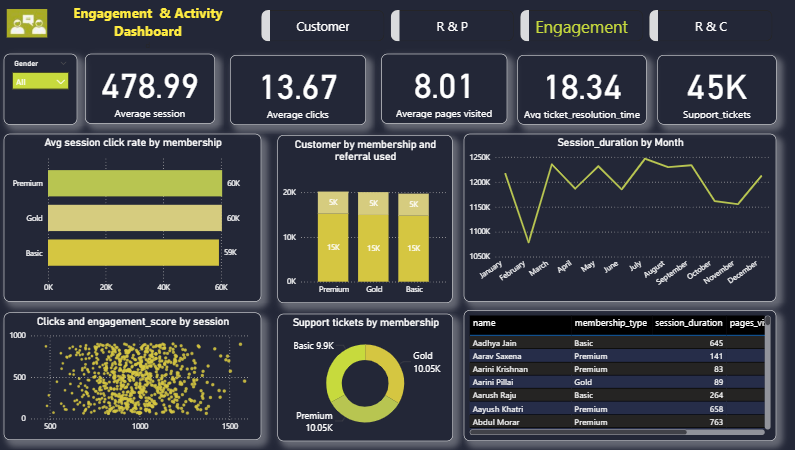 Engagement & Activity
Dashboard
Customer
R & P
Engagement
R & C
Gender
All
478.99
Average session
13.67
Average clicks
8.01
Average pages visited
18.34
Avg ticket_resolution_time
45K
Support_tickets
Avg session click rate by membership
Premium
60K
Gold
60K
Basic
59K
0K
20K
40K
60K
Customer by membership and
referral used
20K
10K
0K
5K
5K
5K
15K
15K
15K
Premium
Gold
Basic
Session_duration by Month
1250K
1200K
1150K
1100K
1050K
January
February
March
April
May
June
July
August
September
October
November
December
Clicks and engagement_score by session
1000
500
0
500
1000
1500
Support tickets by membership
Basic 9.9K
Gold
10.05K
Premium
10.05K
name membership_type session_duration pages_vi
Aadhya Jain Basic 645
Aarav Saxena Premium 141
Aarini Krishnan Premium 83
Aarini Pillai Gold 89
Aarush Raju Basic 264
Aayush Khatri Premium 658
Abdul Morar Premium 763